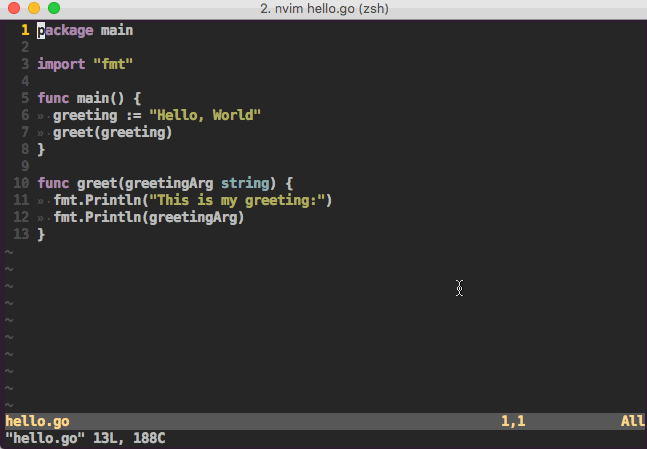 2. nvim hello.go (zsh)
1 package main
2
3 import "fmt"
4
5 func main() {
6 » · greeting := "Hello, World"
7 » · greet(greeting)
8 }
9
10 func greet(greetingArg string) {
11 » · fmt.Println("This is my greeting:")
12 » · fmt.Println(greetingArg)
13 }
~
~
~
~
~
~
~
~
~
~
hello.go 1,1 All
"hello.go" 13L, 188C